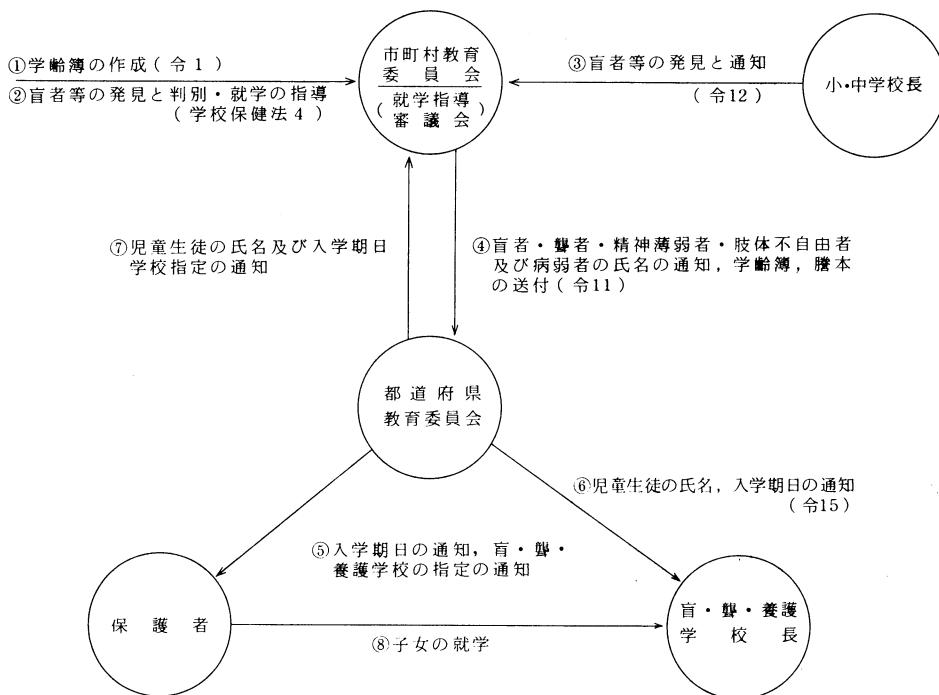 ①学齢簿の作成(令1)
②盲者等の発見と判別・就学の指導
(学校保健法4)
市町村教育
委員会
(就学指導
審議会)
③盲者等の発見と通知
(令12)
小・中学校長
⑦児童生徒の氏名及び入学期日
学校指定の通知
④盲者・聾者・精神薄弱者・肢体不自由者
及び病弱者の氏名の通知,学齢簿,謄本
の送付(令11)
都道府県
教育委員会
⑥児童生徒の氏名,入学期日の通知
(令15)
⑤入学期日の通知,盲・聾・
養護学校の指定の通知
保護者
⑧子女の就学
盲・聾・養護
学校長